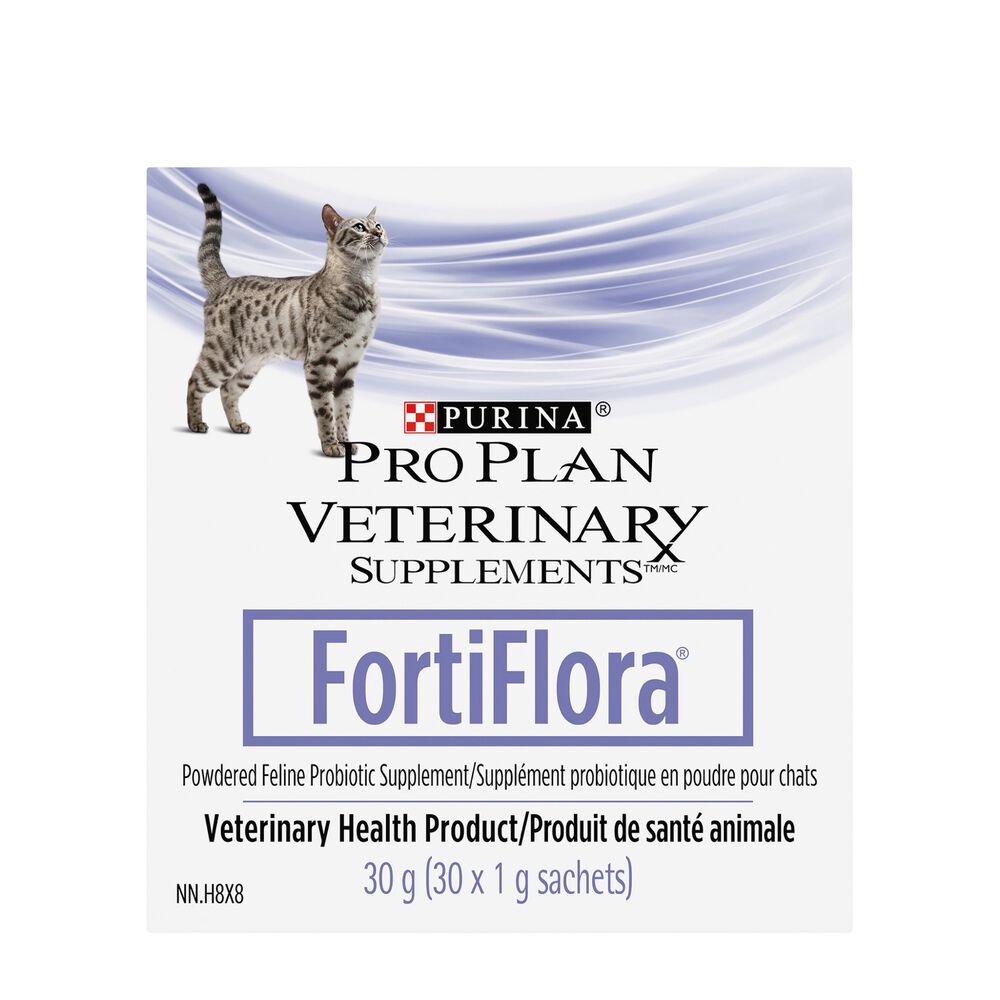 PURINA®
PRO PLAN
VETERINARY
SUPPLEMENTS™/MC
FortiFlora®
Powdered Feline Probiotic Supplement/Supplément probiotique en poudre pour chats
Veterinary Health Product/Produit de santé animale
30 g (30 x 1 g sachets)
NN.H8X8